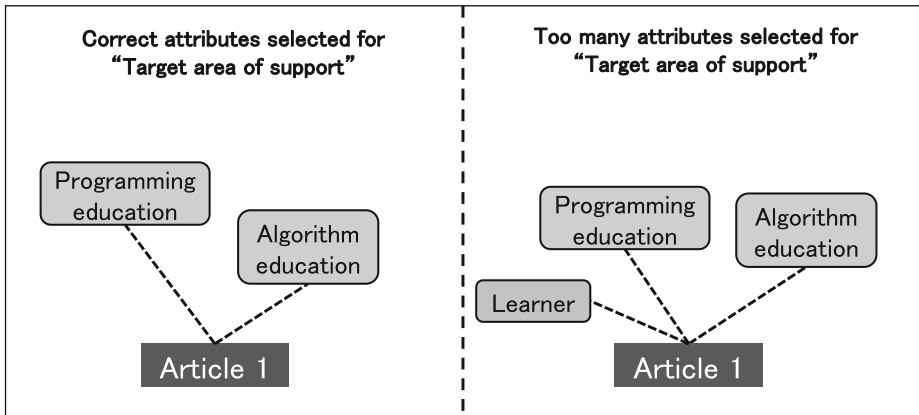 Correct attributes selected for
“Target area of support”
Programming
education
Algorithm
education
Article 1
Too many attributes selected for
“Target area of support”
Programming
education
Algorithm
education
Learner
Article 1